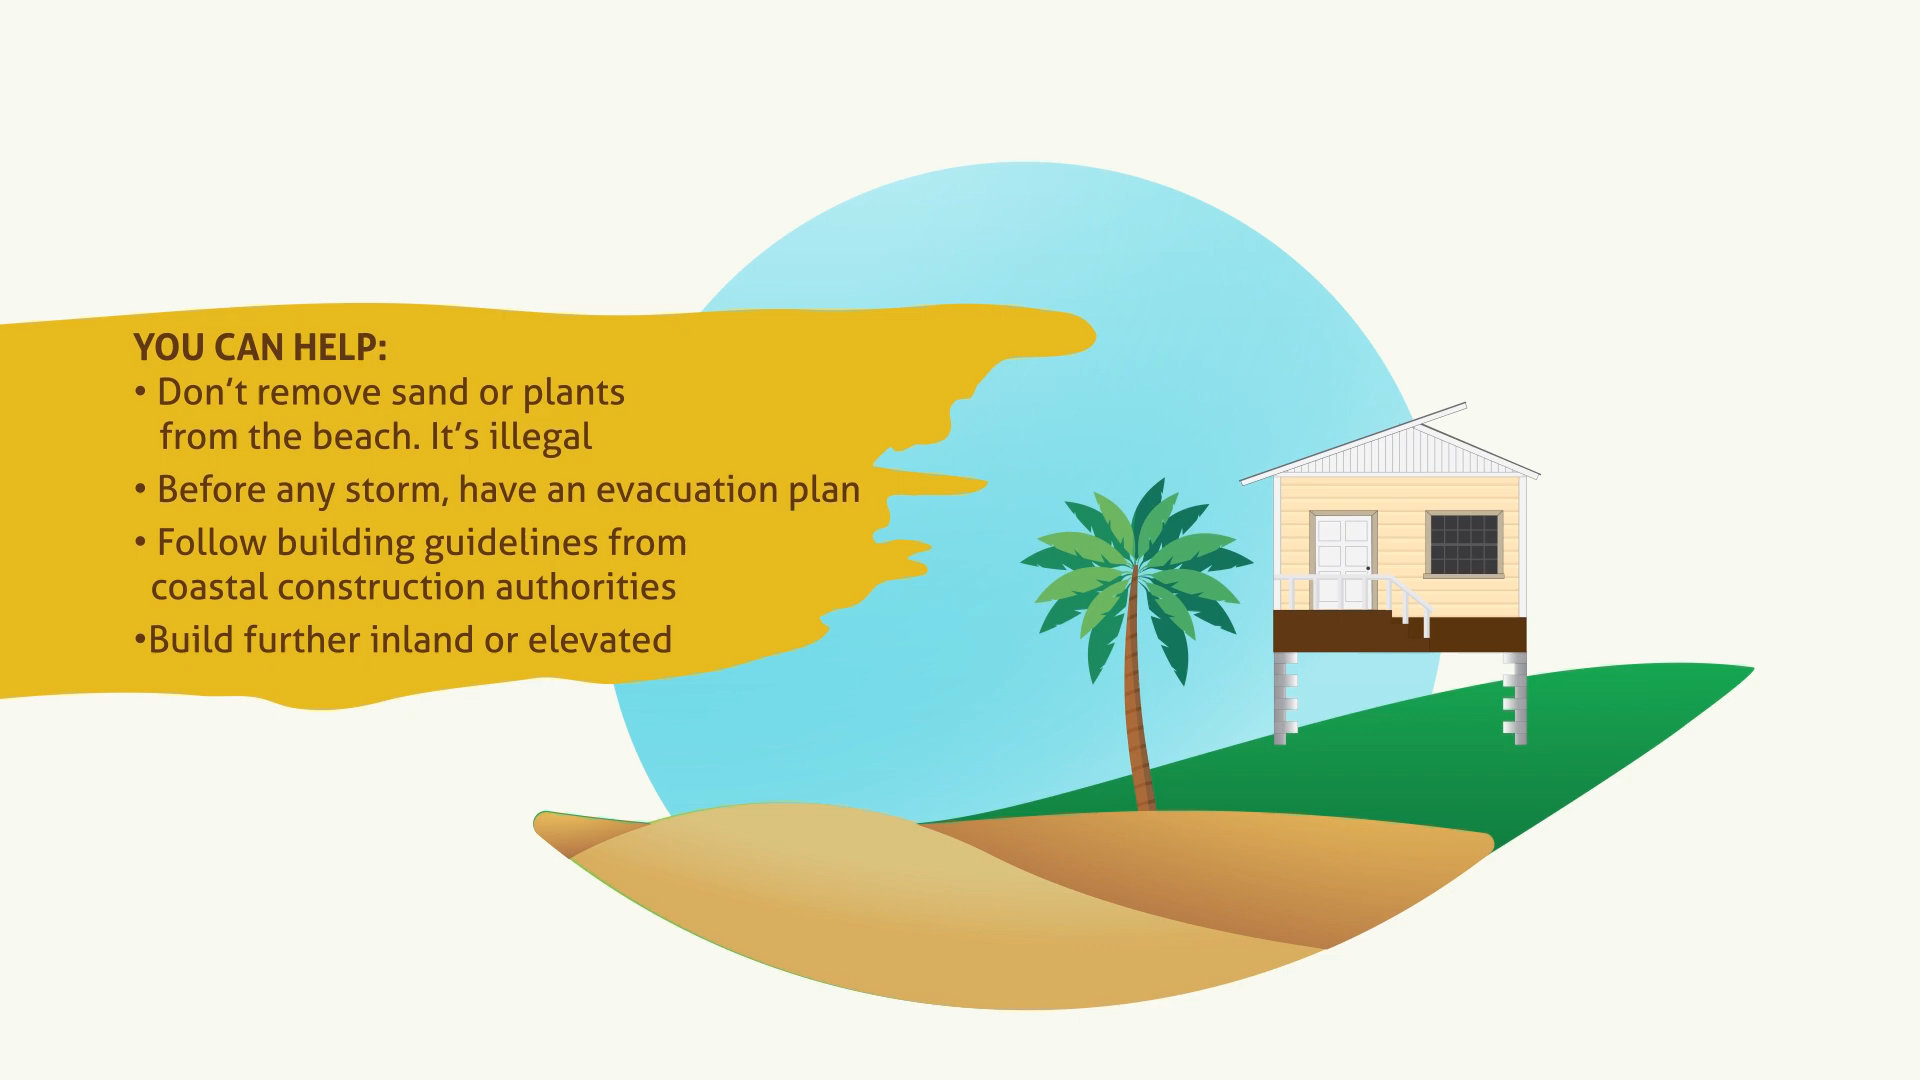 YOU CAN HELP:
• Don’t remove sand or plants
from the beach. It’s illegal
• Before any storm, have an evacuation plan
• Follow building guidelines from
coastal construction authorities
•Build further inland or elevated